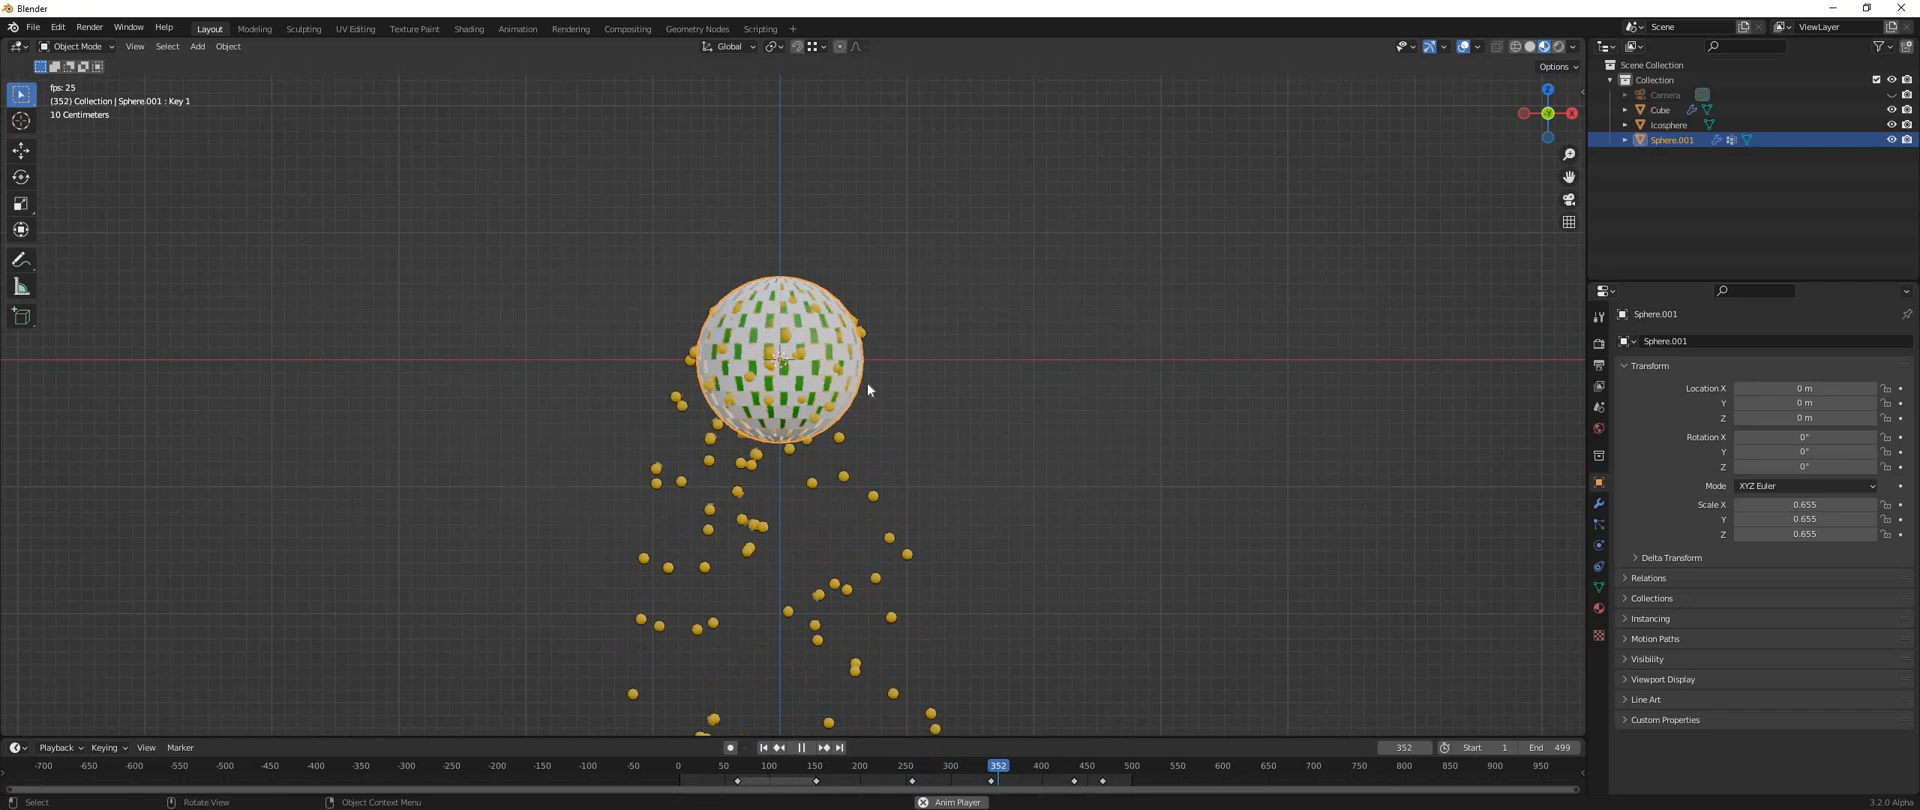 Blender
File Edit Render Window Help Layout Modeling Sculpting UV Editing Texture Paint Shading Animation Rendering Compositing Geometry Nodes Scripting + Scene ViewLayer
Object Mode View Select Add Object Global
Options
fps: 25
(352) Collection | Sphere.001 : Key 1
10 Centimeters
Z
X
Y
Scene Collection
Collection
Camera
Cube
Icosphere
Sphere.001
Sphere.001
Sphere.001
Transform
Location X 0 m
Y 0 m
Z 0 m
Rotation X 0°
Y 0°
Z 0°
Mode XYZ Euler
Scale X 0.655
Y 0.655
Z 0.655
Delta Transform
Relations
Collections
Instancing
Motion Paths
Visibility
Viewport Display
Line Art
Custom Properties
Playback Keying View Marker 352 Start 1 End 499
-700 -650 -600 -550 -500 -450 -400 -350 -300 -250 -200 -150 -100 -50 0 50 100 150 200 250 300 352 400 450 500 550 600 650 700 750 800 850 900 950
Select Rotate View Object Context Menu Anim Player 3.2.0 Alpha